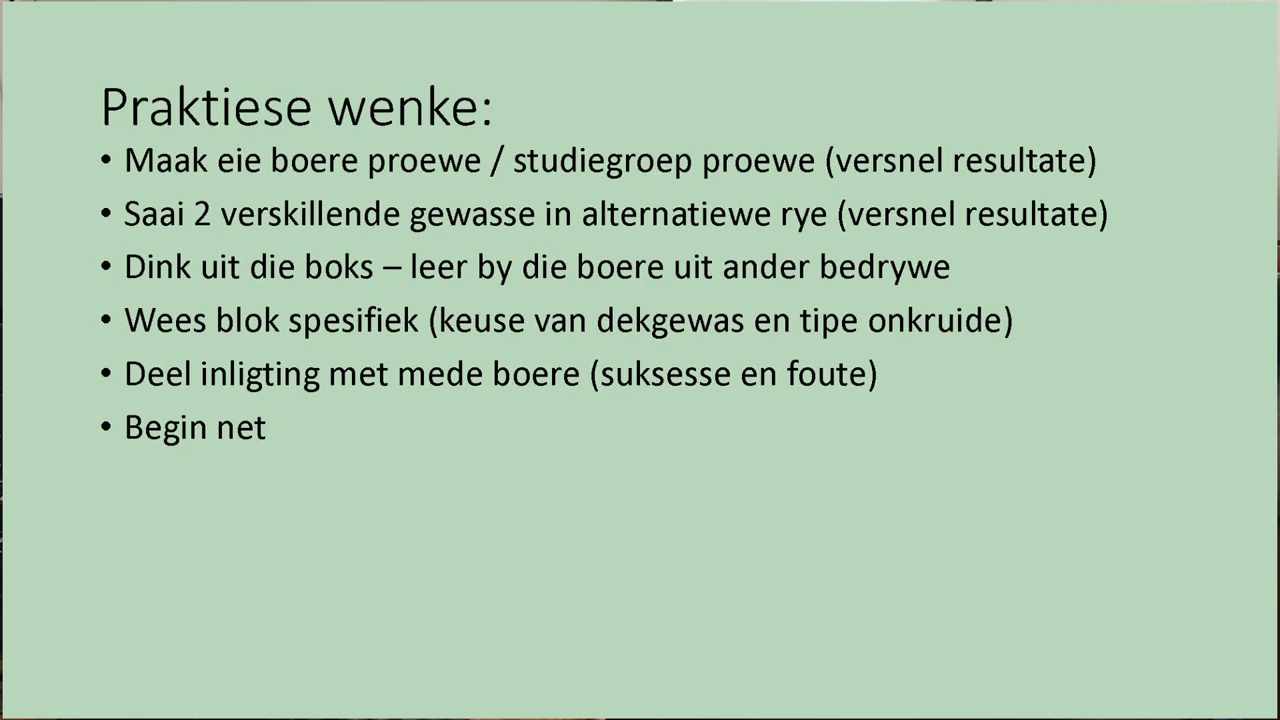 Praktiese wenke:
• Maak eie boere proewe / studiegroep proewe (versnel resultate)
• Saai 2 verskillende gewasse in alternatiewe rye (versnel resultate)
• Dink uit die boks – leer by die boere uit ander bedrywe
• Wees blok spesifiek (keuse van dekgewas en tipe onkruide)
• Deel inligting met mede boere (suksesse en foute)
• Begin net